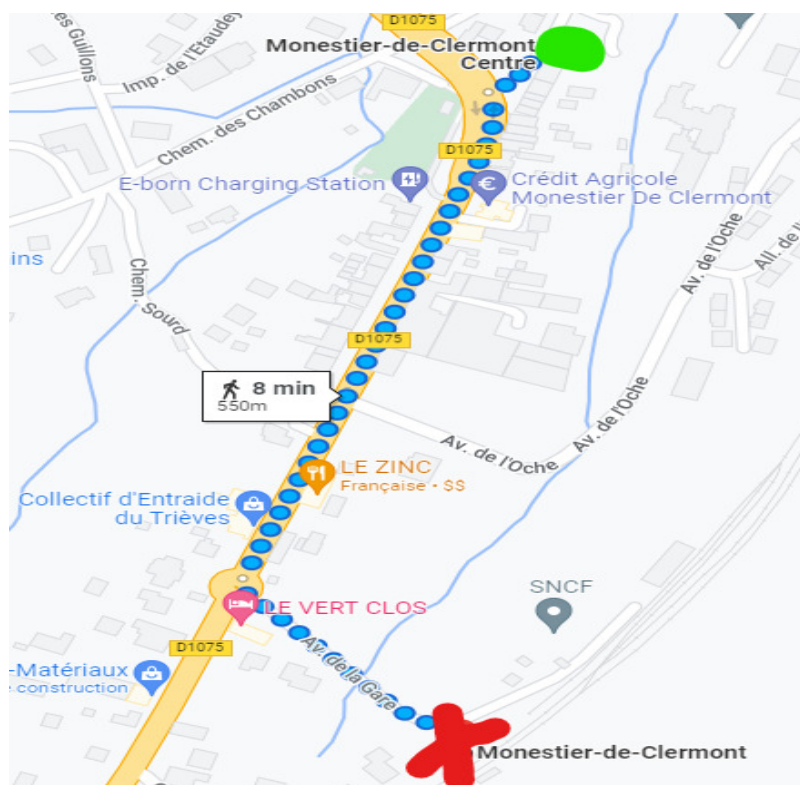 D1075
es Guillons
Imp. de l'Etaudey
Monestier-de-Clermont
Centre
Chem. des Chambons
D1075
E-born Charging Station
Crédit Agricole
Monestier De Clermont
Av. de l'Oche
All. de l'
ins
Chem. Sourd
D1075
8 min
550m
Av. de l'Oche
Av. de l'Oche
LE ZINC
Française • $$
Collectif d'Entraide
du Trièves
SNCF
LE VERT CLOS
D1075
Av. de la Gare
-Matériaux
construction
Monestier-de-Clermont